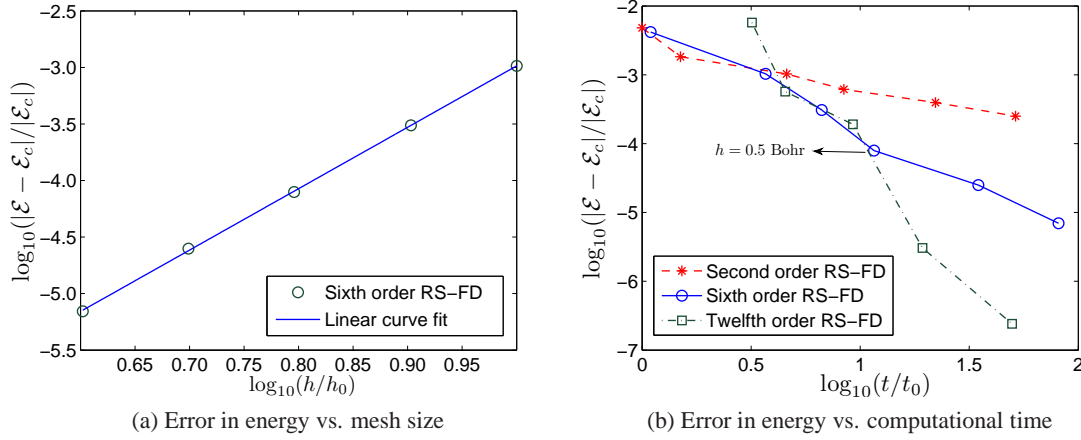 log10(|ℰ − ℰc|/|ℰc|)
−2.5
−3.0
−3.5
−4.0
−4.5
−5.0
−5.5
0.65 0.70 0.75 0.80 0.85 0.90 0.95
log10(h/h0)
Sixth order RS−FD
Linear curve fit
(a) Error in energy vs. mesh size
log10(|ℰ − ℰc|/|ℰc|)
−2
−3
−4
−5
−6
−7
0 0.5 1 1.5 2
log10(t/t0)
h = 0.5 Bohr
Second order RS−FD
Sixth order RS−FD
Twelfth order RS−FD
(b) Error in energy vs. computational time